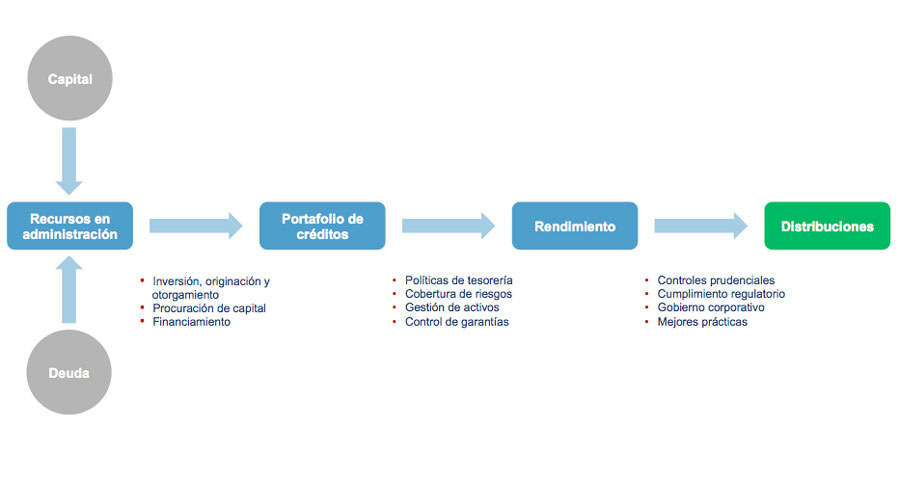 Capital
Recursos en
administración
Portafolio de
créditos
Rendimiento
Distribuciones
• Inversión, originación y
otorgamiento
• Procuración de capital
• Financiamiento
• Políticas de tesorería
• Cobertura de riesgos
• Gestión de activos
• Control de garantías
• Controles prudenciales
• Cumplimiento regulatorio
• Gobierno corporativo
• Mejores prácticas
Deuda